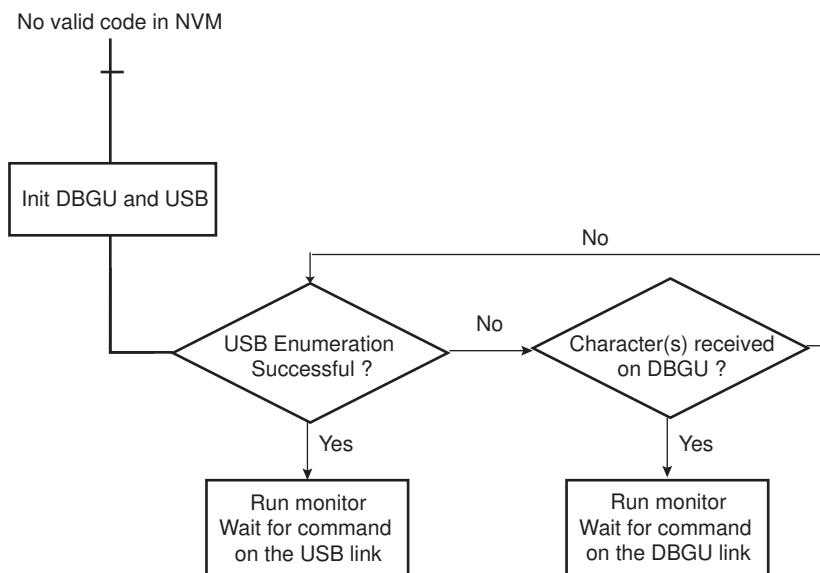 No valid code in NVM
Init DBGU and USB
No
USB Enumeration
Successful ?
No
Character(s) received
on DBGU ?
Yes
Yes
Run monitor
Wait for command
on the USB link
Run monitor
Wait for command
on the DBGU link